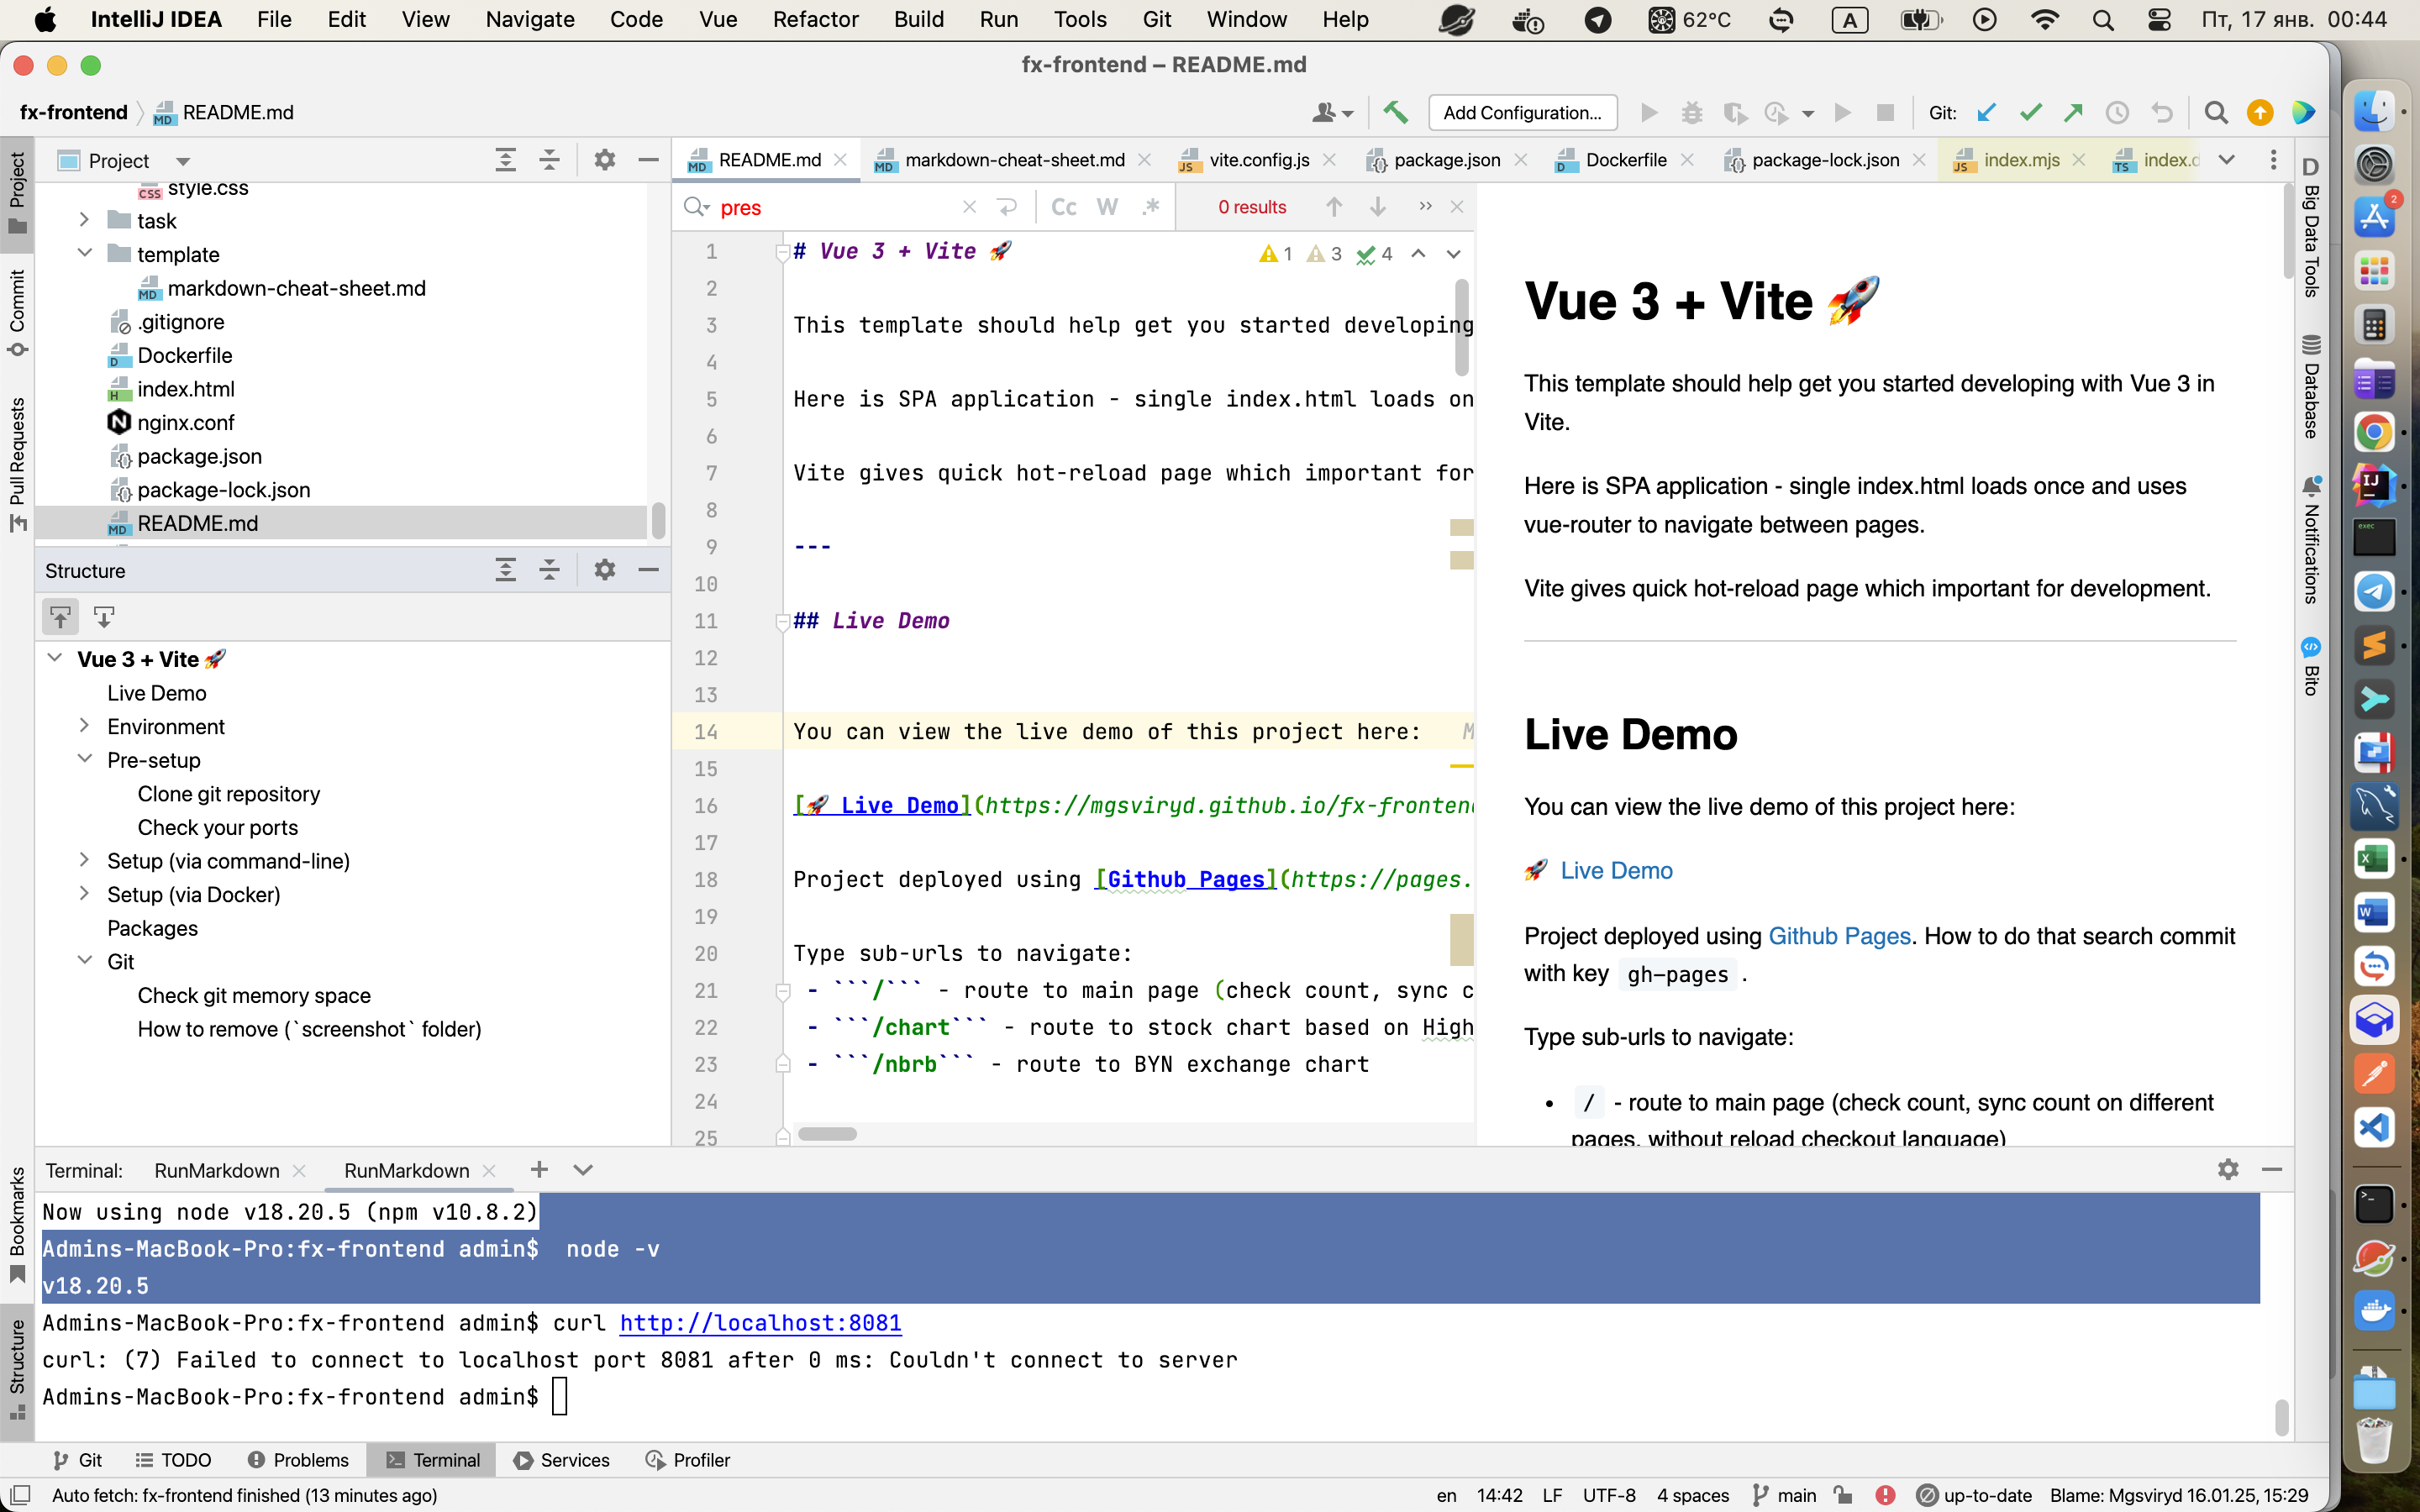 IntelliJ IDEA File Edit View Navigate Code Vue Refactor Build Run Tools Git Window Help 62°C A Пт, 17 янв. 00:44
fx-frontend – README.md
fx-frontend README.md Add Configuration... Git:
Project
README.md markdown-cheat-sheet.md vite.config.js package.json Dockerfile package-lock.json index.mjs index.d
style.css
task
template
markdown-cheat-sheet.md
.gitignore
Dockerfile
index.html
nginx.conf
package.json
package-lock.json
README.md
Structure
Vue 3 + Vite 🚀
Live Demo
Environment
Pre-setup
Clone git repository
Check your ports
Setup (via command-line)
Setup (via Docker)
Packages
Git
Check git memory space
How to remove (`screenshot` folder)
pres Cc W .* 0 results
1 3 4
1 # Vue 3 + Vite 🚀
2
3 This template should help get you started developing
4
5 Here is SPA application - single index.html loads on
6
7 Vite gives quick hot-reload page which important for
8
9 ---
10
11 ## Live Demo
12
13
14 You can view the live demo of this project here: M
15
16 [🚀 Live Demo](https://mgsviryd.github.io/fx-frontend
17
18 Project deployed using [Github Pages](https://pages.
19
20 Type sub-urls to navigate:
21 - ```/``` - route to main page (check count, sync c
22 - ```/chart``` - route to stock chart based on High
23 - ```/nbrb``` - route to BYN exchange chart
24
25
Vue 3 + Vite 🚀
This template should help get you started developing with Vue 3 in
Vite.
Here is SPA application - single index.html loads once and uses
vue-router to navigate between pages.
Vite gives quick hot-reload page which important for development.
Live Demo
You can view the live demo of this project here:
🚀 Live Demo
Project deployed using Github Pages. How to do that search commit
with key gh-pages .
Type sub-urls to navigate:
• / - route to main page (check count, sync count on different
pages, without reload checkout language)
Project
Commit
Pull Requests
Bookmarks
Structure
D
Big Data Tools
Database
Notifications
Bito
2
IJ
exec
Terminal: RunMarkdown RunMarkdown
Now using node v18.20.5 (npm v10.8.2)
Admins-MacBook-Pro:fx-frontend admin$ node -v
v18.20.5
Admins-MacBook-Pro:fx-frontend admin$ curl http://localhost:8081
curl: (7) Failed to connect to localhost port 8081 after 0 ms: Couldn't connect to server
Admins-MacBook-Pro:fx-frontend admin$
Git TODO Problems Terminal Services Profiler
Auto fetch: fx-frontend finished (13 minutes ago) en 14:42 LF UTF-8 4 spaces main up-to-date Blame: Mgsviryd 16.01.25, 15:29